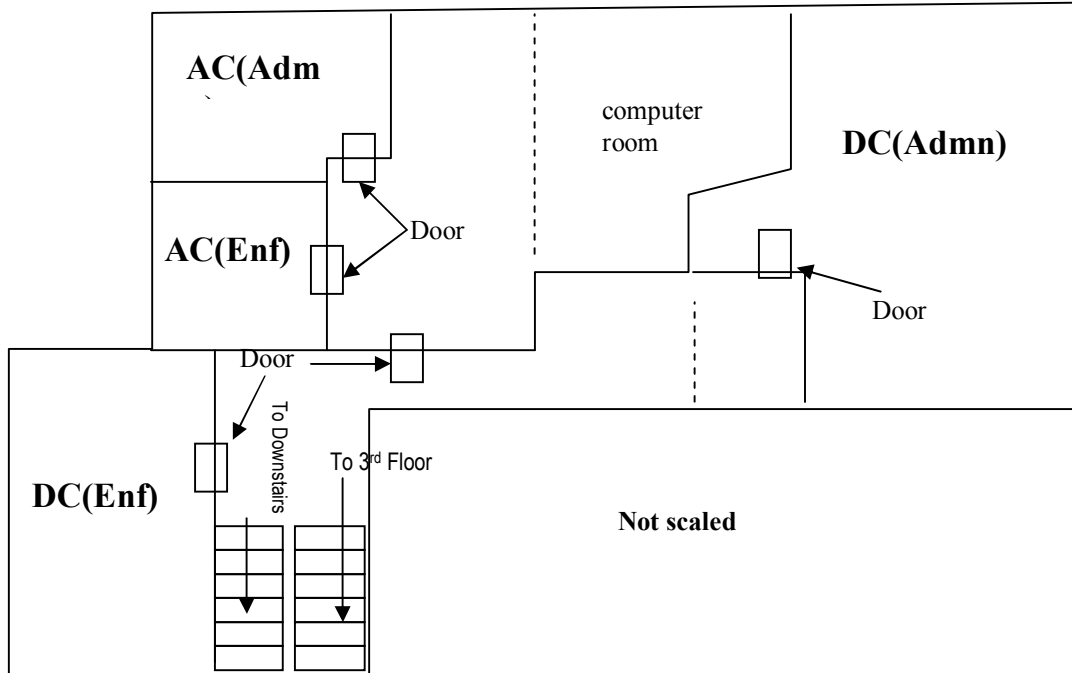 AC(Adm
`
computer
room
DC(Admn)
AC(Enf)
Door
Door
Door
To Downstairs
To 3rd Floor
DC(Enf)
Not scaled